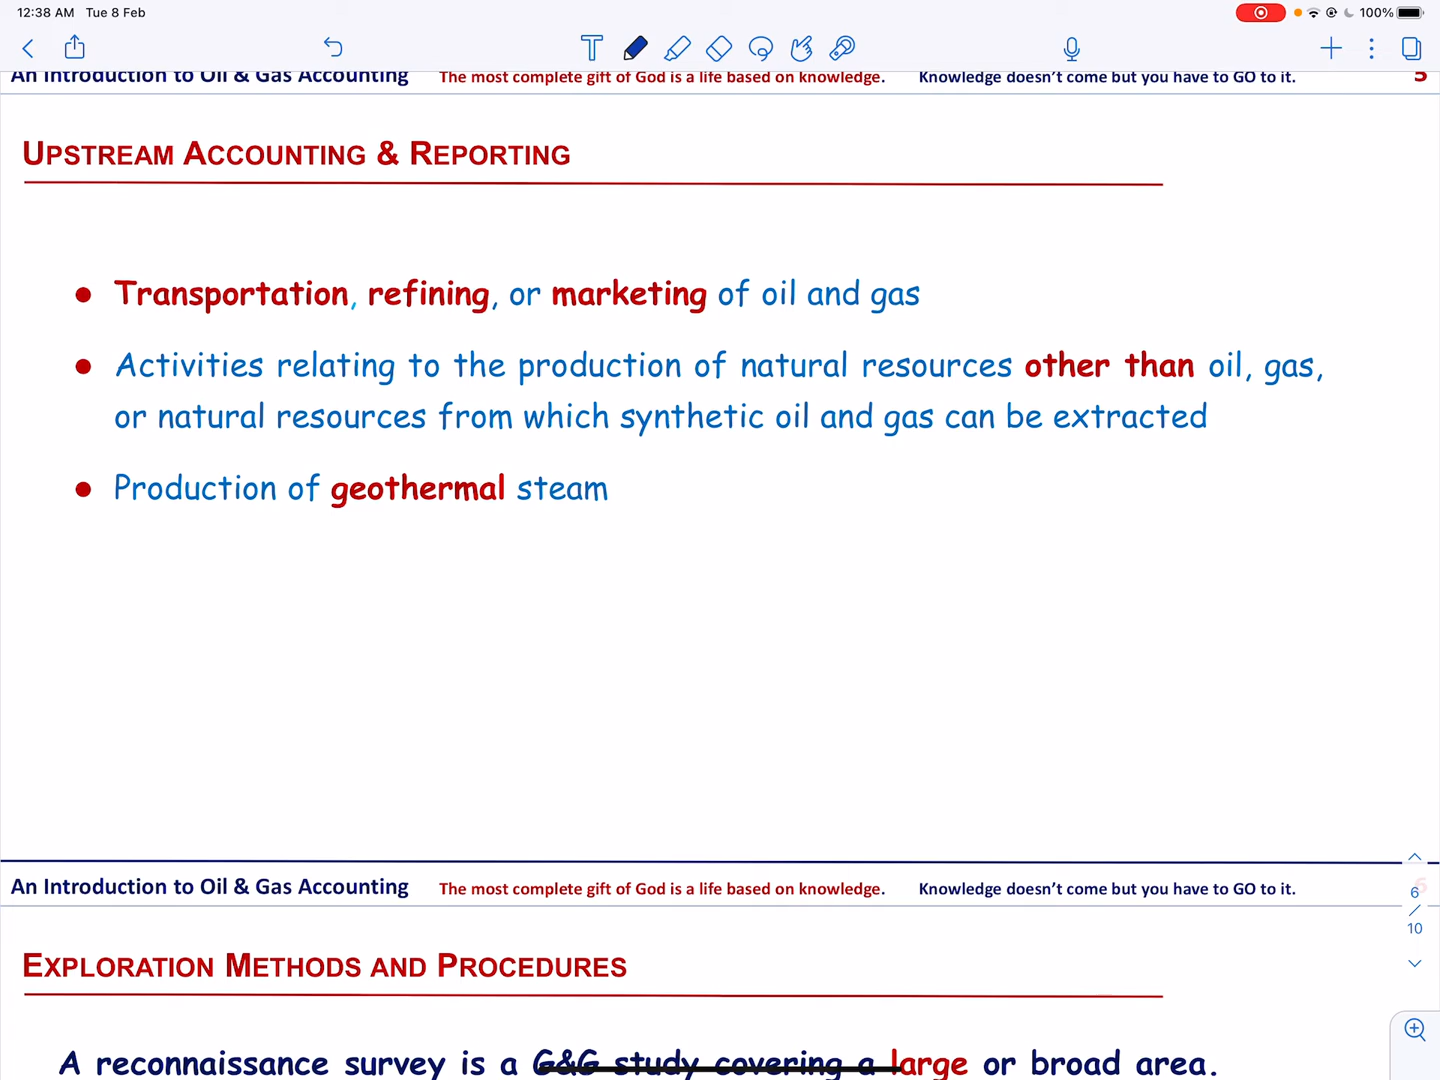 12:38 AM Tue 8 Feb 100%
An Introduction to Oil & Gas Accounting The most complete gift of God is a life based on knowledge. Knowledge doesn't come but you have to GO to it. 5
UPSTREAM ACCOUNTING & REPORTING
● Transportation, refining, or marketing of oil and gas
● Activities relating to the production of natural resources other than oil, gas,
or natural resources from which synthetic oil and gas can be extracted
● Production of geothermal steam
An Introduction to Oil & Gas Accounting The most complete gift of God is a life based on knowledge. Knowledge doesn't come but you have to GO to it. 6
6
/
10
EXPLORATION METHODS AND PROCEDURES
A reconnaissance survey is a G&G study covering a large or broad area.